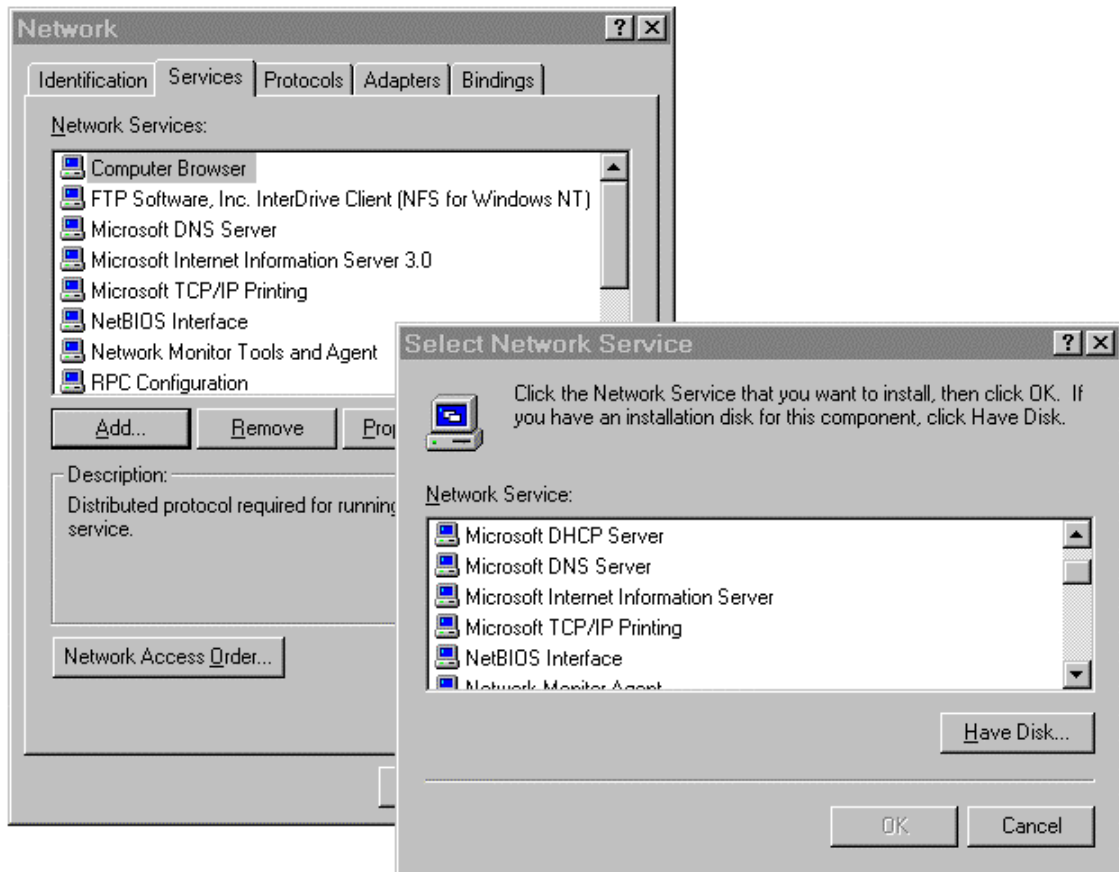 Network
Identification
Services
Protocols
Adapters
Bindings
Network Services:
Computer Browser
FTP Software, Inc. InterDrive Client (NFS for Windows NT)
Microsoft DNS Server
Microsoft Internet Information Server 3.0
Microsoft TCP/IP Printing
NetBIOS Interface
Network Monitor Tools and Agent
RPC Configuration
Add...
Remove
Description:
Distributed protocol required for running
service.
Network Access Order...
Select Network Service
Click the Network Service that you want to install, then click OK. If
you have an installation disk for this component, click Have Disk.
Network Service:
Microsoft DHCP Server
Microsoft DNS Server
Microsoft Internet Information Server
Microsoft TCP/IP Printing
NetBIOS Interface
Network Monitor Agent
Have Disk...
OK
Cancel